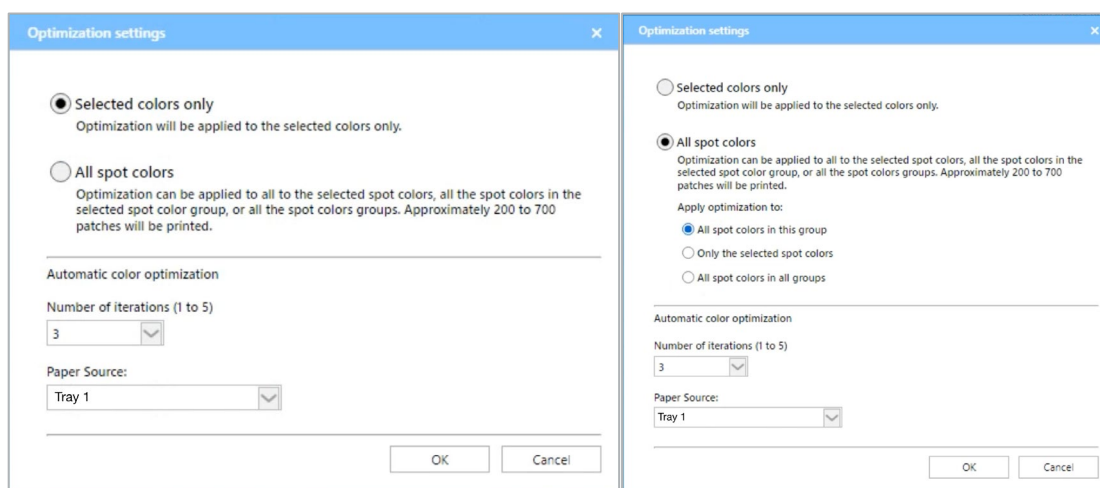 Optimization settings
Selected colors only
Optimization will be applied to the selected colors only.
All spot colors
Optimization can be applied to all to the selected spot colors, all the spot colors in the
selected spot color group, or all the spot colors groups. Approximately 200 to 700
patches will be printed.
Automatic color optimization
Number of iterations (1 to 5)
3
Paper Source:
Tray 1
OK
Cancel
Optimization settings
Selected colors only
Optimization will be applied to the selected colors only.
All spot colors
Optimization can be applied to all to the selected spot colors, all the spot colors in the
selected spot color group, or all the spot colors groups. Approximately 200 to 700
patches will be printed.
Apply optimization to:
All spot colors in this group
Only the selected spot colors
All spot colors in all groups
Automatic color optimization
Number of iterations (1 to 5)
3
Paper Source:
Tray 1
OK
Cancel